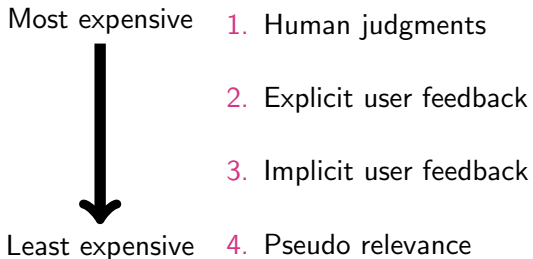 Most expensive
1. Human judgments
2. Explicit user feedback
3. Implicit user feedback
Least expensive
4. Pseudo relevance